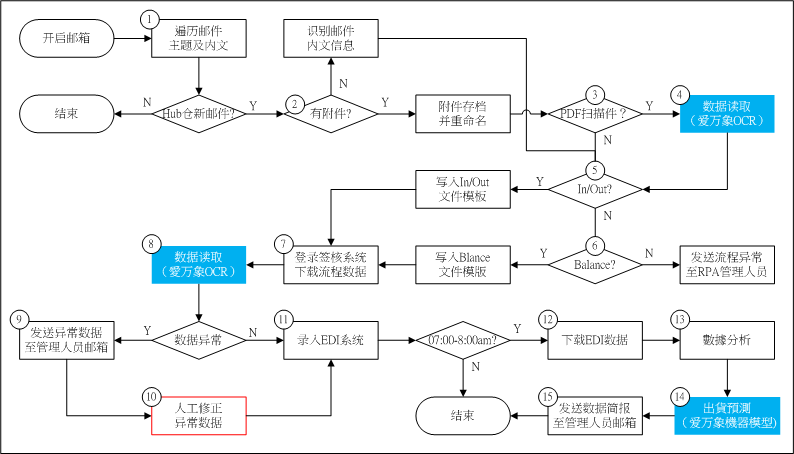 开启邮箱
1
遍历邮件
主题及内文
识别邮件
内文信息
结束
N
Hub仓新邮件?
Y
2
有附件?
N
Y
附件存档
并重命名
3
PDF扫描件？
Y
N
4
数据读取
（爱万象OCR）
写入In/Out
文件模板
Y
5
In/Out?
N
8
数据读取
(爱万象OCR)
7
登录签核系统
下载流程数据
写入Blance
文件模版
Y
6
Balance?
N
发送流程异常
至RPA管理人员
9
发送异常数据
至管理人员邮箱
Y
数据异常
N
11
录入EDI系统
07:00-8:00am?
Y
N
12
下载EDI数据
13
數據分析
10
人工修正
异常数据
结束
15
发送数据简报
至管理人员邮箱
14
出貨預測
(爱万象機器模型)